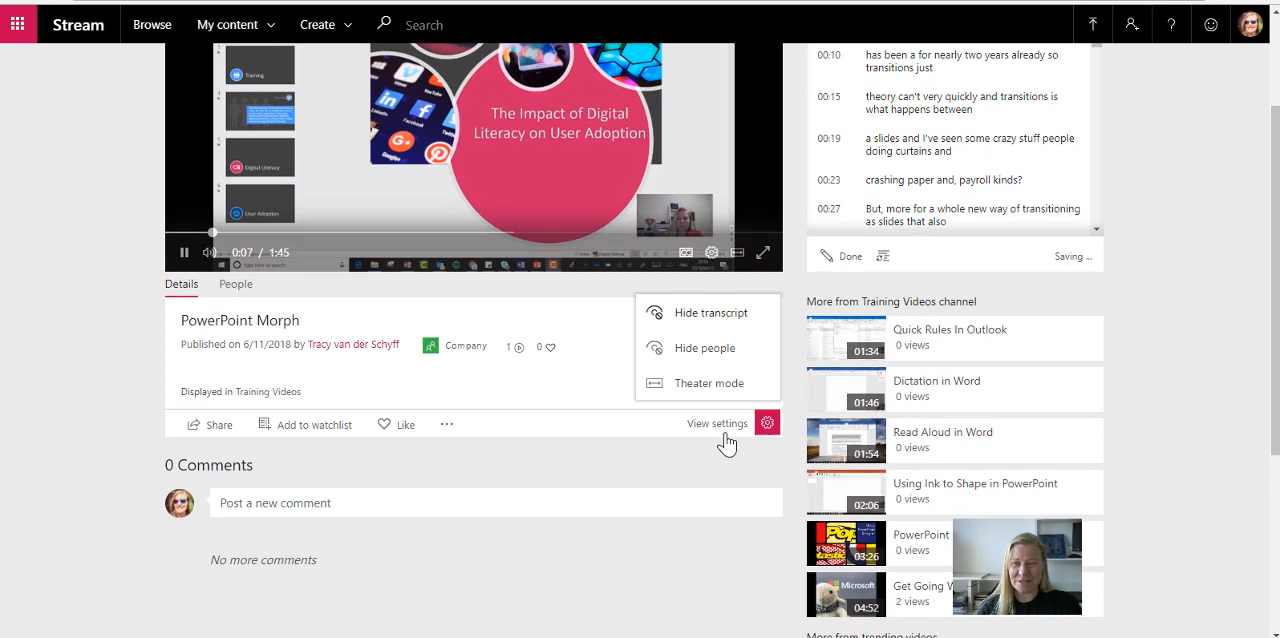 Stream
Browse
My content
Create
Search
?
3
Training
4
5
Digital Literacy
6
User Adoption
YouTube
Facebook
The Impact of Digital
Literacy on User Adoption
0:07 / 1:45
CC
00:10 has been a for nearly two years already so
transitions just
00:15 theory can't very quickly and transitions is
what happens between
00:19 a slides and I've seen some crazy stuff people
doing curtains and
00:23 crashing paper and, payroll kinds?
00:27 But, more for a whole new way of transitioning
as slides that also
Done
Saving ...
Details
People
PowerPoint Morph
Published on 6/11/2018 by Tracy van der Schyff
Company
1
0
Displayed in Training Videos
Hide transcript
Hide people
Theater mode
Share
Add to watchlist
Like
View settings
0 Comments
Post a new comment
No more comments
More from Training Videos channel
Quick Rules In Outlook
0 views
01:34
Dictation in Word
0 views
01:46
Read Aloud in Word
0 views
01:54
Using Ink to Shape in PowerPoint
0 views
02:06
PowerPoint
0 views
03:26
Get Going W
2 views
Microsoft
04:52
More from trending videos